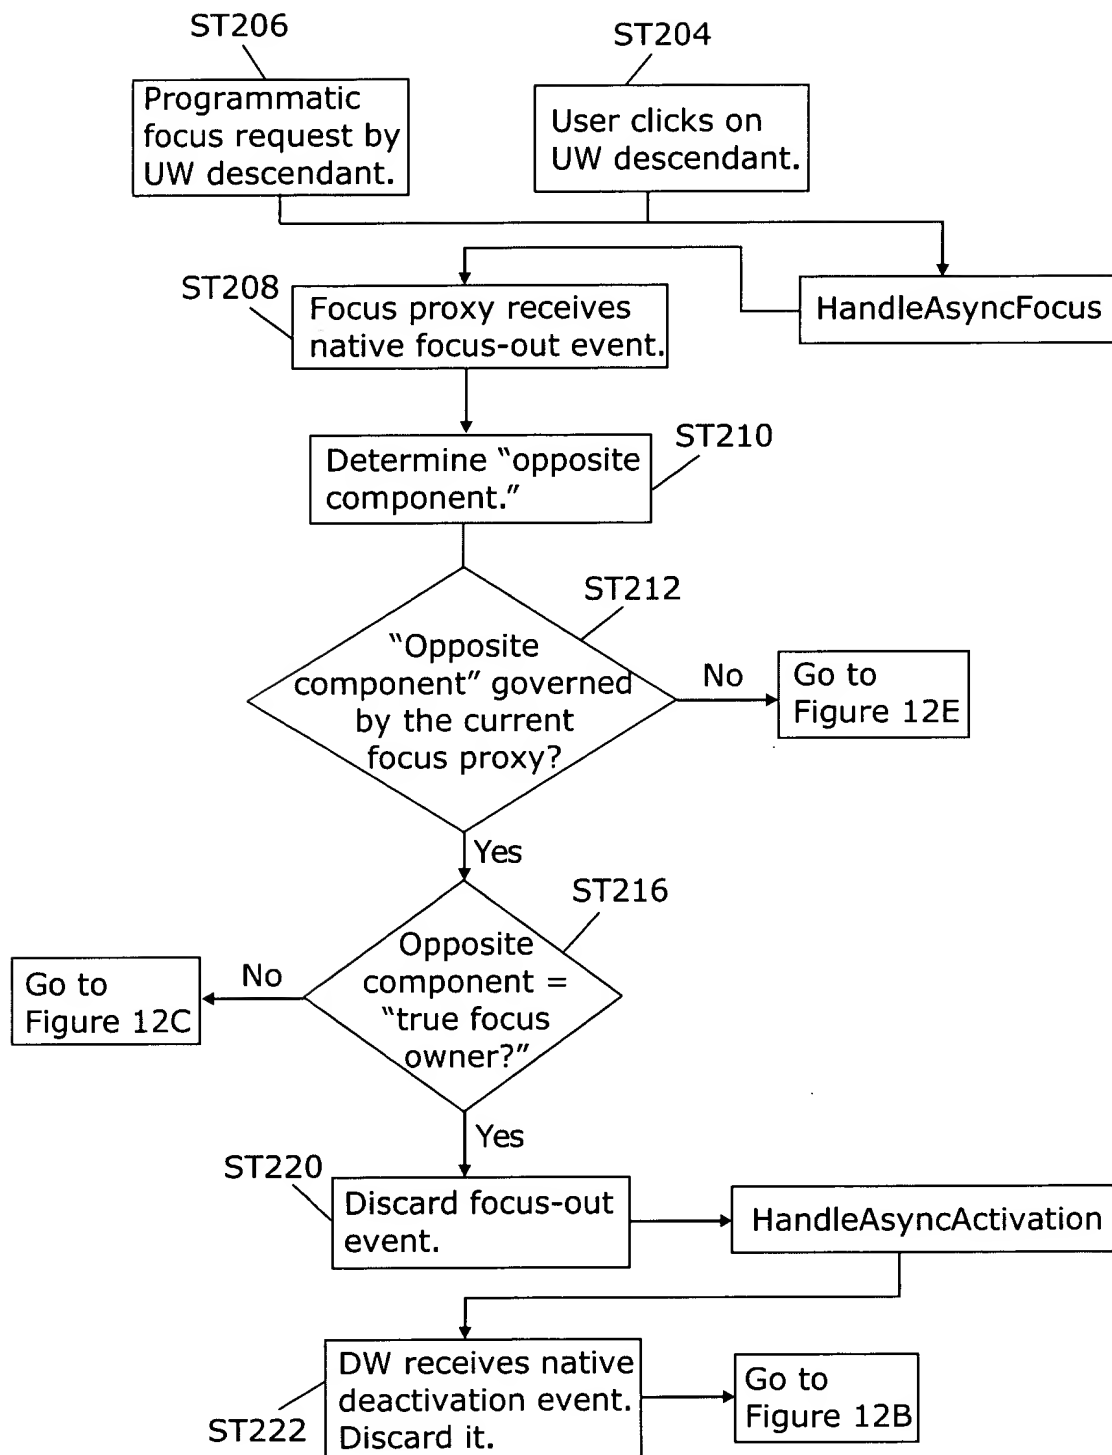 ST206
ST204
Programmatic
focus request by
UW descendant.
User clicks on
UW descendant.
ST208
Focus proxy receives
native focus-out event.
HandleAsyncFocus
ST210
Determine “opposite
component.”
ST212
“Opposite
component” governed
by the current
focus proxy?
No
Go to
Figure 12E
Yes
ST216
Opposite
component =
“true focus
owner?”
No
Go to
Figure 12C
Yes
ST220
Discard focus-out
event.
HandleAsyncActivation
DW receives native
deactivation event.
Discard it.
ST222
Go to
Figure 12B